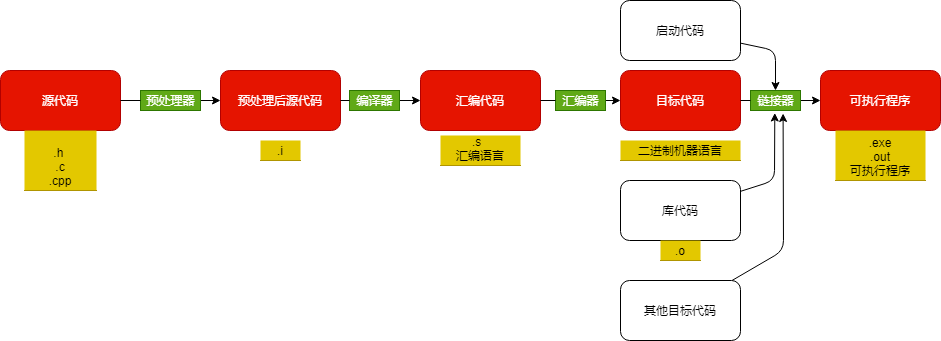 启动代码
源代码
预处理器
预处理后源代码
编译器
汇编代码
汇编器
目标代码
链接器
可执行程序
.h
.c
.cpp
.i
.s
汇编语言
二进制机器语言
.exe
.out
可执行程序
库代码
.o
其他目标代码